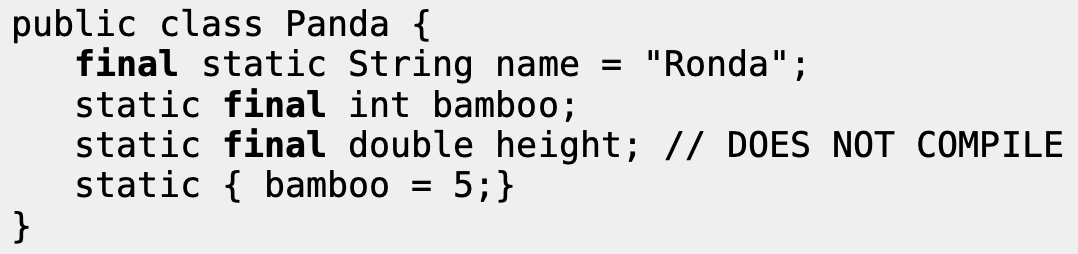 public class Panda {
   final static String name = "Ronda";
   static final int bamboo;
   static final double height; // DOES NOT COMPILE
   static { bamboo = 5;}
}